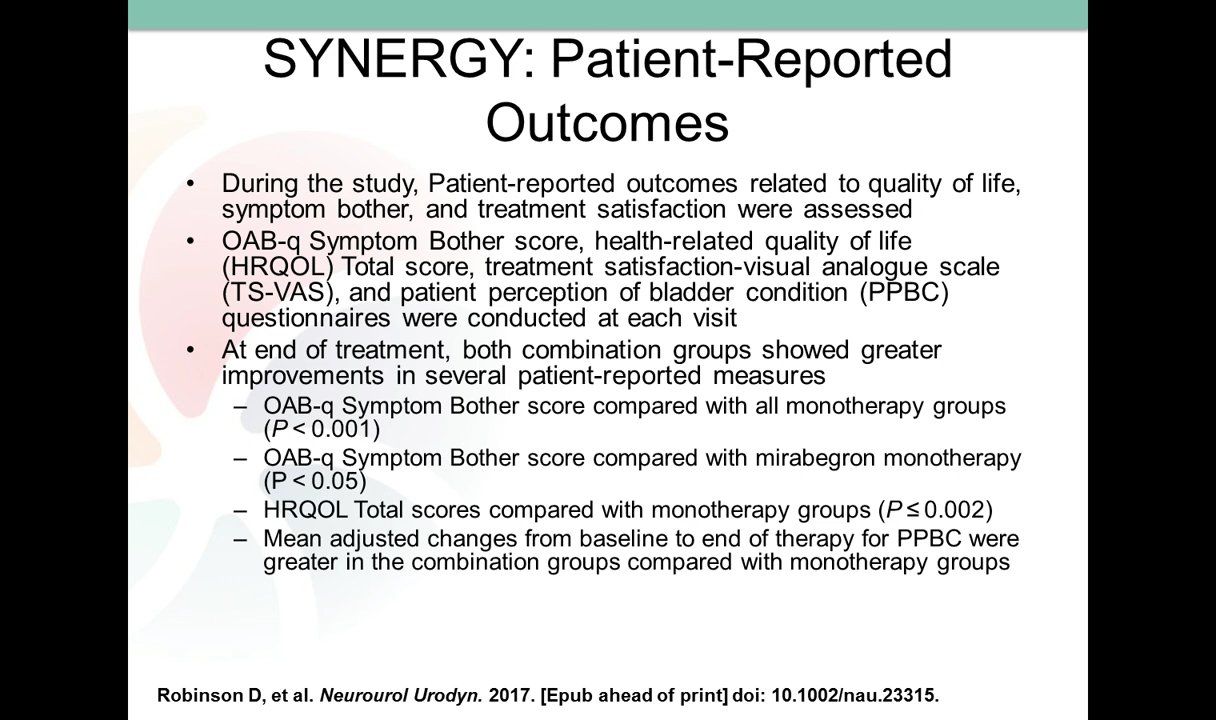 SYNERGY: Patient-Reported
Outcomes
• During the study, Patient-reported outcomes related to quality of life,
symptom bother, and treatment satisfaction were assessed
• OAB-q Symptom Bother score, health-related quality of life
(HRQOL) Total score, treatment satisfaction-visual analogue scale
(TS-VAS), and patient perception of bladder condition (PPBC)
questionnaires were conducted at each visit
• At end of treatment, both combination groups showed greater
improvements in several patient-reported measures
– OAB-q Symptom Bother score compared with all monotherapy groups
(P < 0.001)
– OAB-q Symptom Bother score compared with mirabegron monotherapy
(P < 0.05)
– HRQOL Total scores compared with monotherapy groups (P ≤ 0.002)
– Mean adjusted changes from baseline to end of therapy for PPBC were
greater in the combination groups compared with monotherapy groups
Robinson D, et al. Neurourol Urodyn. 2017. [Epub ahead of print] doi: 10.1002/nau.23315.